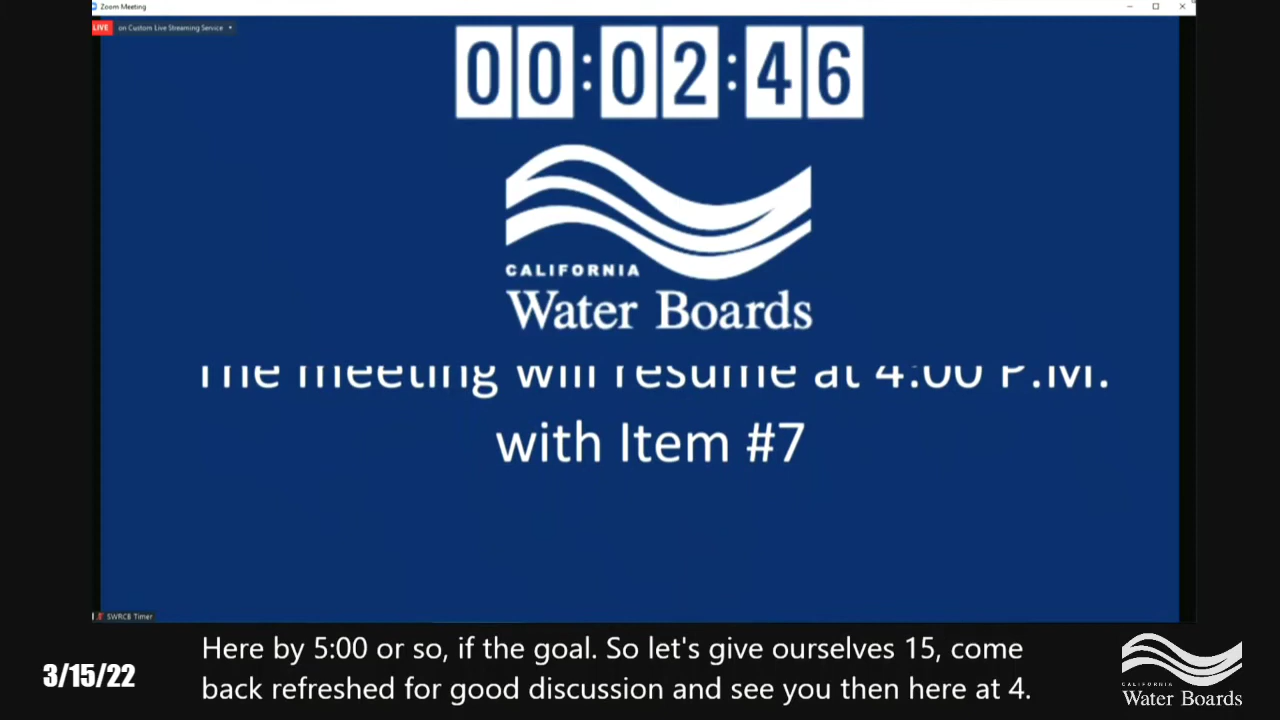 Zoom Meeting
LIVE on Custom Live Streaming Service
00:02:46
CALIFORNIA
Water Boards
The meeting will resume at 4:00 P.M.
with Item #7
SWRCB Timer
Here by 5:00 or so, if the goal. So let's give ourselves 15, come
back refreshed for good discussion and see you then here at 4.
3/15/22
CALIFORNIA
Water Boards